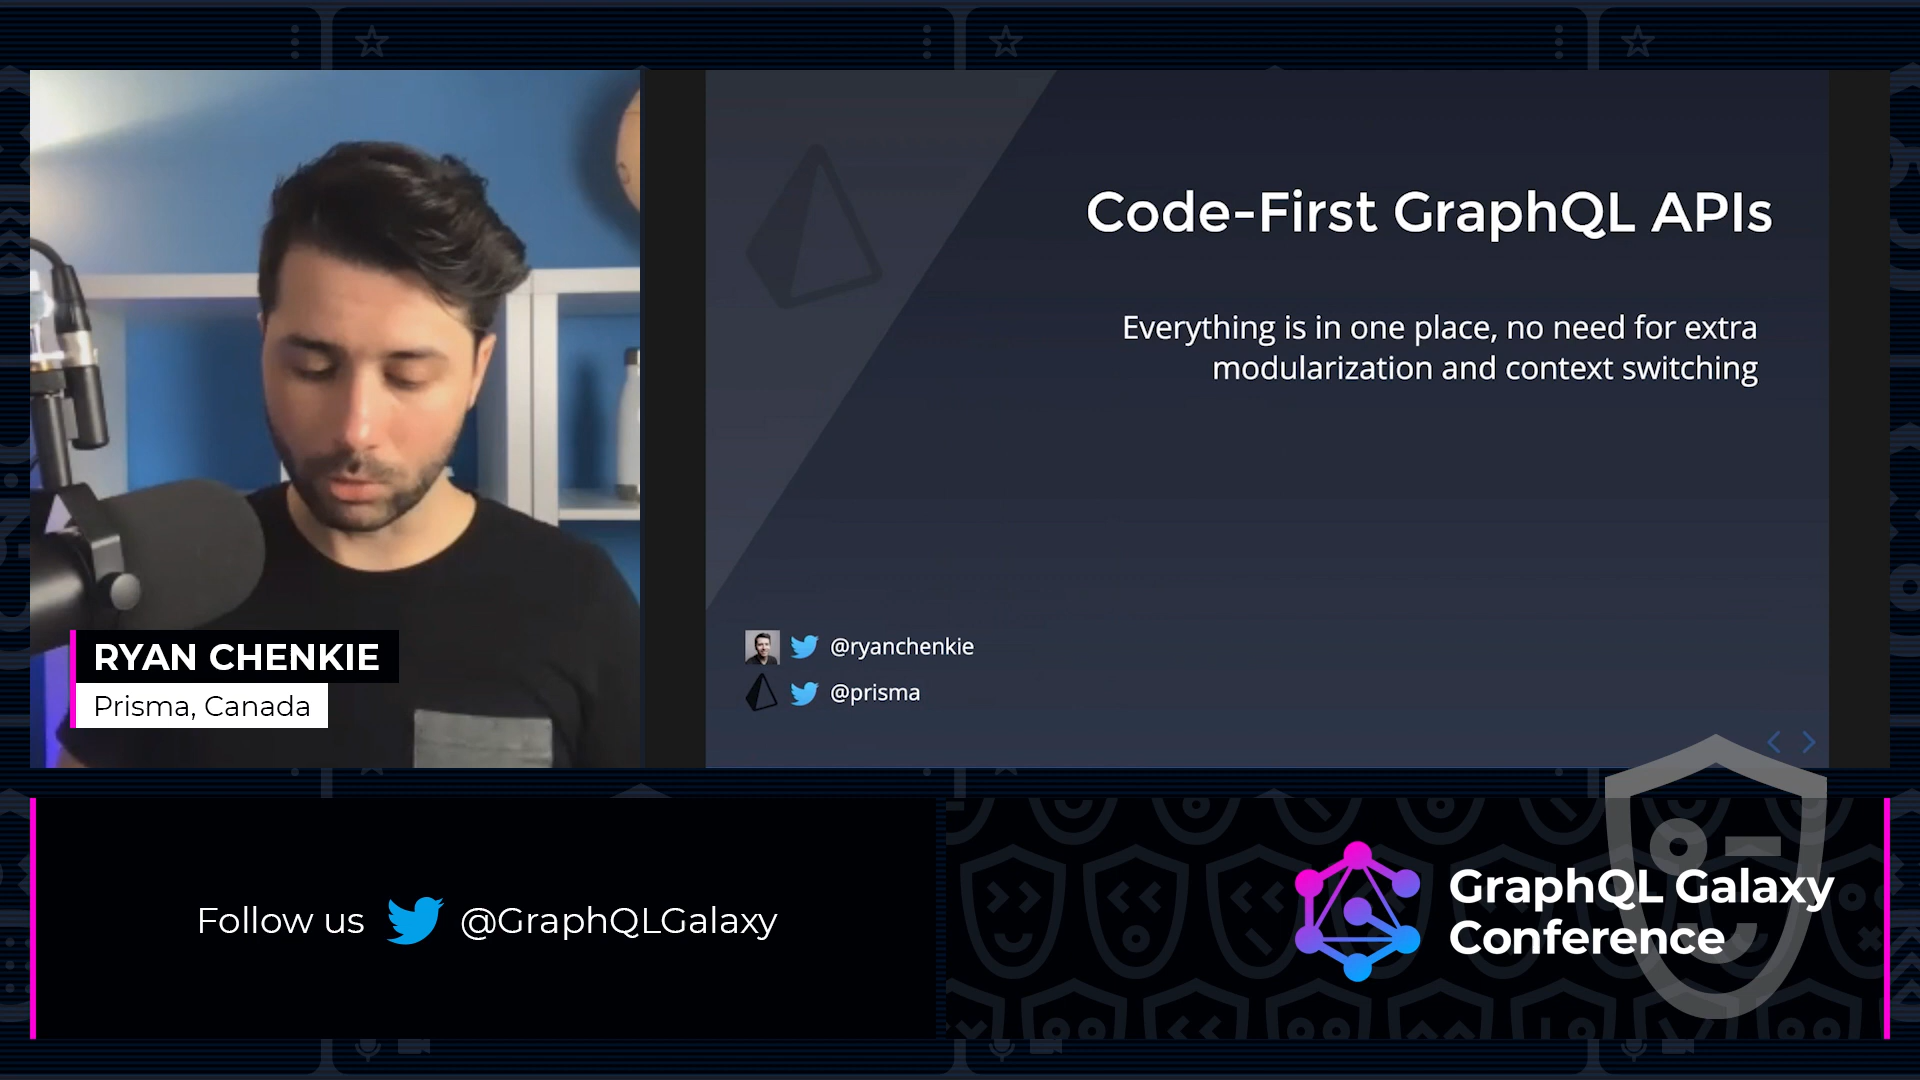 Code-First GraphQL APIs
Everything is in one place, no need for extra
modularization and context switching
@ryanchenkie
@prisma
RYAN CHENKIE
Prisma, Canada
Follow us @GraphQLGalaxy
GraphQL Galaxy
Conference